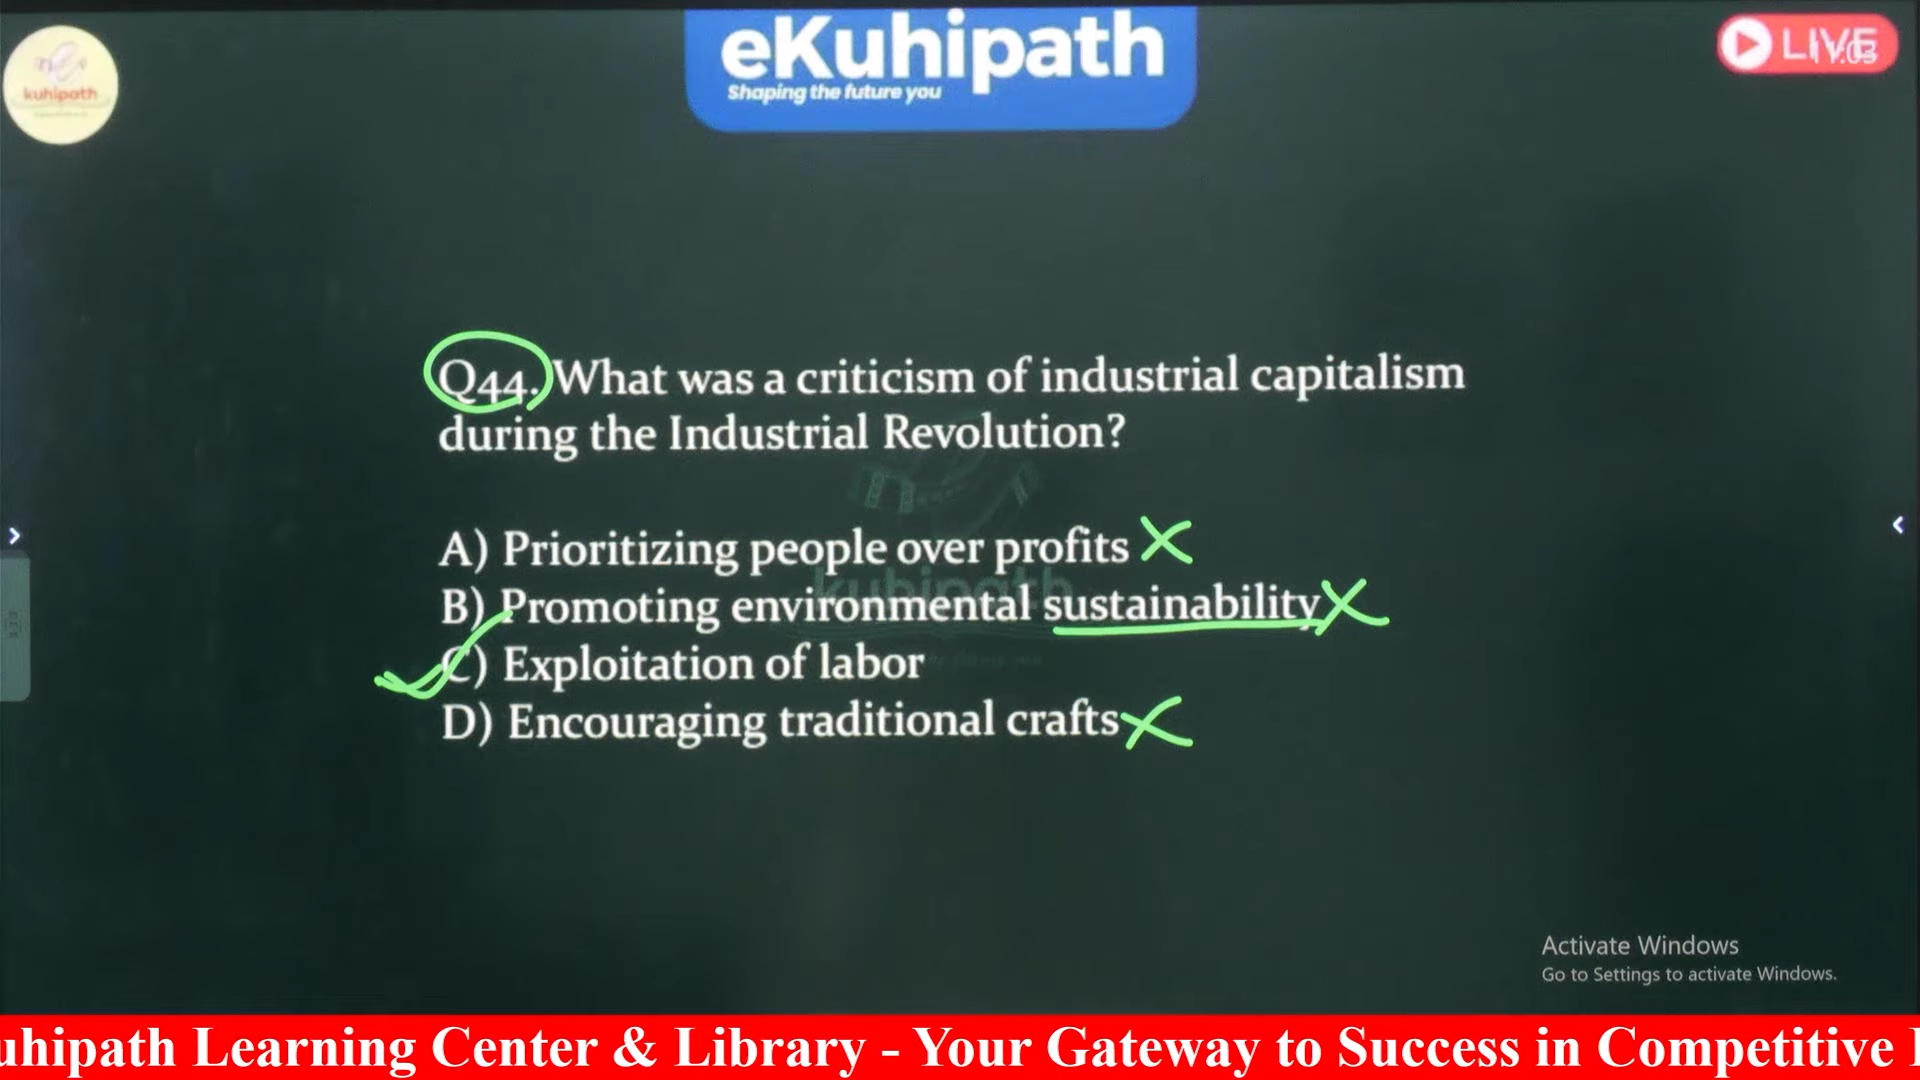 eKuhipath
Shaping the future you
kuhipath
LIVE
Q44. What was a criticism of industrial capitalism
during the Industrial Revolution?
A) Prioritizing people over profits
B) Promoting environmental sustainability
C) Exploitation of labor
D) Encouraging traditional crafts
kuhipath
Activate Windows
Go to Settings to activate Windows.
uhipath Learning Center & Library - Your Gateway to Success in Competitive